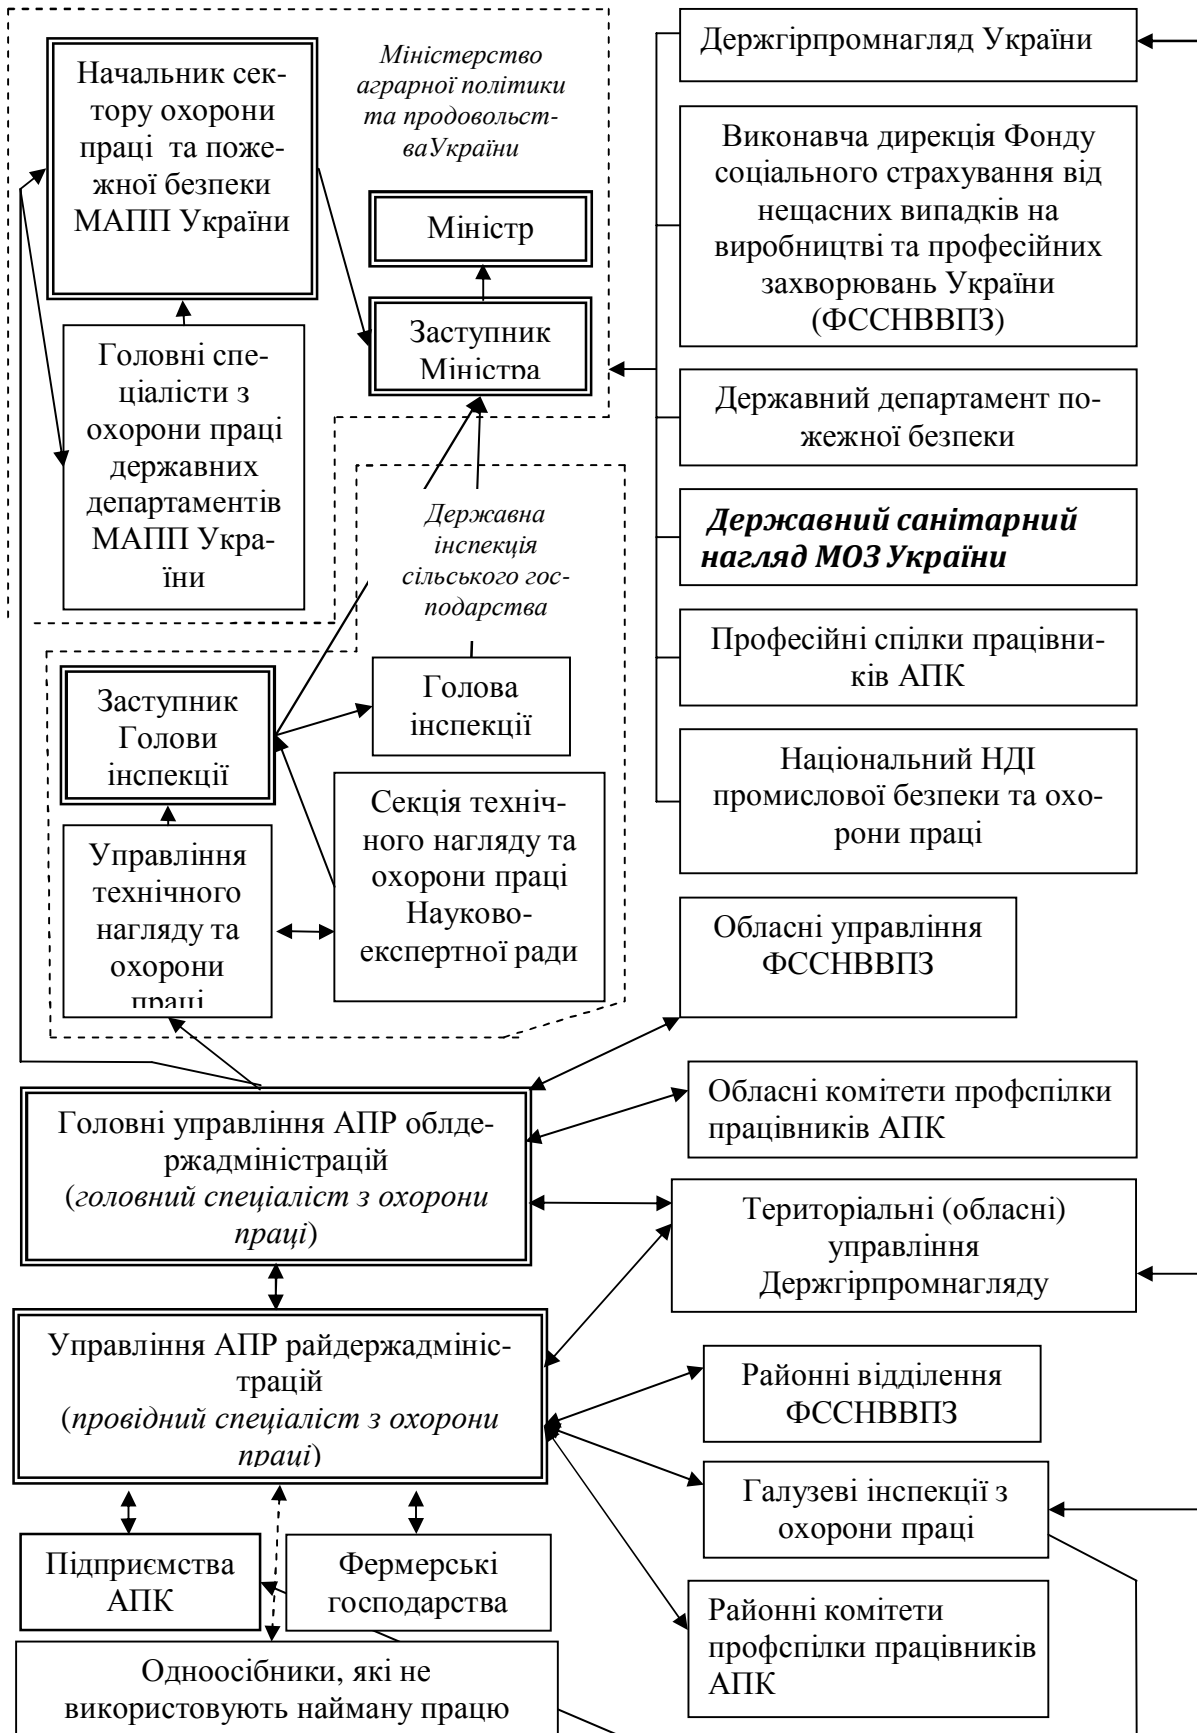 Начальник сек-
тору охорони
праці та поже-
жної безпеки
МАПП України
Міністерство
аграрної політики
та продовольст-
ваУкраїни
Міністр
Заступник
Міністра
Головні спе-
ціалісти з
охорони праці
державних
департаментів
МАПП Укра-
їни
Державна
інспекція
сільського гос-
подарства
Заступник
Голови
інспекції
Голова
інспекції
Управління
технічного
нагляду та
охорони
праці
Секція техніч-
ного нагляду та
охорони праці
Науково-
експертної ради
Держгірпромнагляд України
Виконавча дирекція Фонду
соціального страхування від
нещасних випадків на
виробництві та професійних
захворювань України
(ФССНВВПЗ)
Державний департамент по-
жежної безпеки
Державний санітарний
нагляд МОЗ України
Професійні спілки працівни-
ків АПК
Національний НДІ
промислової безпеки та охо-
рони праці
Обласні управління
ФССНВВПЗ
Головні управління АПР облде-
ржадміністрацій
(головний спеціаліст з охорони
праці)
Обласні комітети профспілки
працівників АПК
Територіальні (обласні)
управління
Держгірпромнагляду
Управління АПР райдержадмініс-
трацій
(провідний спеціаліст з охорони
праці)
Районні відділення
ФССНВВПЗ
Галузеві інспекції з
охорони праці
Районні комітети
профспілки працівників
АПК
Підприємства
АПК
Фермерські
господарства
Одноосібники, які не
використовують найману працю